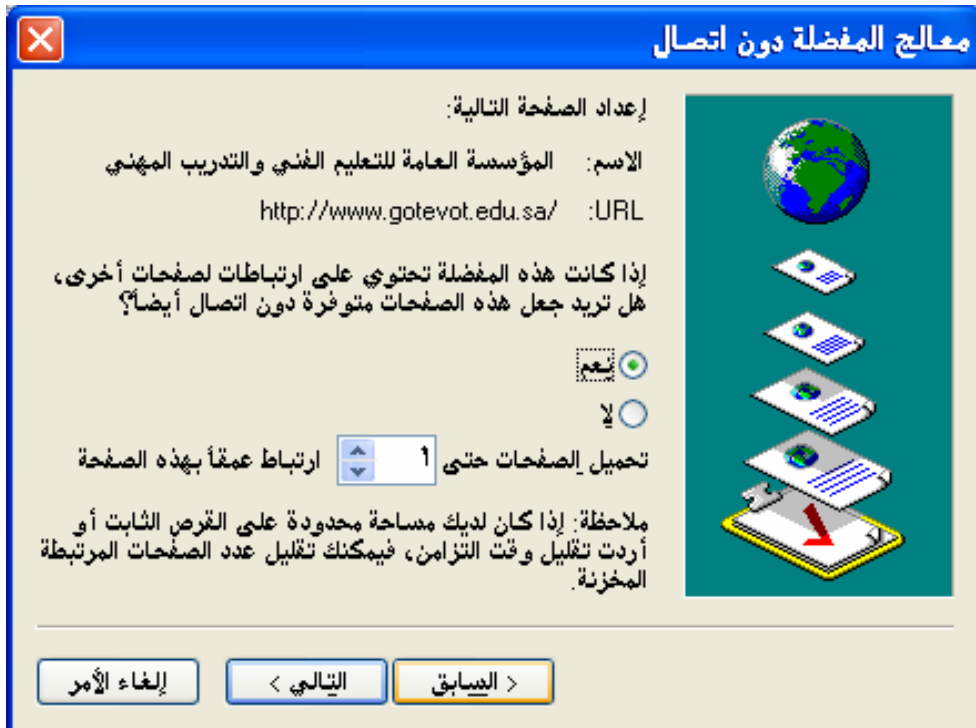 معالج المفضلة دون اتصال
إعداد الصفحة التالية:
الاسم: المؤسسة العامة للتعليم الفني والتدريب المهني
URL: http://www.gotevot.edu.sa/
إذا كانت هذه المفضلة تحتوي على ارتباطات لصفحات أخرى،
هل تريد جعل هذه الصفحات متوفرة دون اتصال أيضاً؟
نعم
لا
تحميل الصفحات حتى ١ ارتباط عمقاً بهذه الصفحة
ملاحظة: إذا كان لديك مساحة محدودة على القرص الثابت أو
أردت تقليل وقت التزامن، فيمكنك تقليل عدد الصفحات المرتبطة
المخزنة.
< السابق
التالي >
إلغاء الأمر